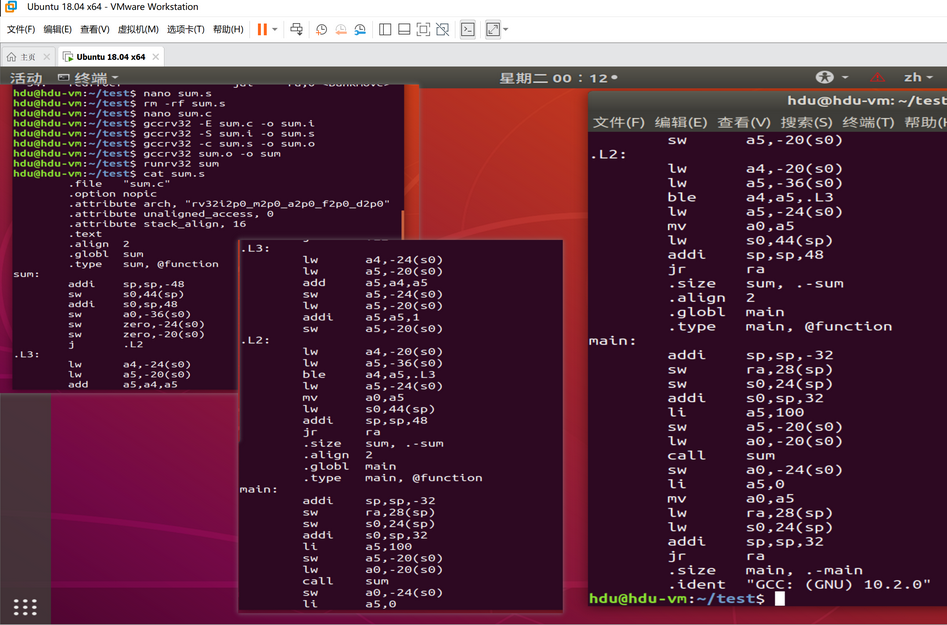 Ubuntu 18.04 x64 - VMware Workstation
文件(F) 编辑(E) 查看(V) 虚拟机(M) 选项卡(T) 帮助(H)
主页 Ubuntu 18.04 x64
活动 终端 星期二 00：12 zh
hdu@hdu-vm:~/test$ nano sum.s
hdu@hdu-vm:~/test$ rm -rf sum.s
hdu@hdu-vm:~/test$ nano sum.c
hdu@hdu-vm:~/test$ gccrv32 -E sum.c -o sum.i
hdu@hdu-vm:~/test$ gccrv32 -S sum.i -o sum.s
hdu@hdu-vm:~/test$ gccrv32 -c sum.s -o sum.o
hdu@hdu-vm:~/test$ gccrv32 sum.o -o sum
hdu@hdu-vm:~/test$ runrv32 sum
hdu@hdu-vm:~/test$ cat sum.s
.file "sum.c"
.option nopic
.attribute arch, "rv32i2p0_m2p0_a2p0_f2p0_d2p0"
.attribute unaligned_access, 0
.attribute stack_align, 16
.text
.align 2
.globl sum
.type sum, @function
sum:
addi sp,sp,-48
sw s0,44(sp)
addi s0,sp,48
sw a0,-36(s0)
sw zero,-24(s0)
sw zero,-20(s0)
j .L2
.L3:
lw a4,-24(s0)
lw a5,-20(s0)
add a5,a4,a5
.L3:
lw a4,-24(s0)
lw a5,-20(s0)
add a5,a4,a5
sw a5,-24(s0)
lw a5,-20(s0)
addi a5,a5,1
sw a5,-20(s0)
.L2:
lw a4,-20(s0)
lw a5,-36(s0)
ble a4,a5,.L3
lw a5,-24(s0)
mv a0,a5
lw s0,44(sp)
addi sp,sp,48
jr ra
.size sum, .-sum
.align 2
.globl main
.type main, @function
main:
addi sp,sp,-32
sw ra,28(sp)
sw s0,24(sp)
addi s0,sp,32
li a5,100
sw a5,-20(s0)
lw a0,-20(s0)
call sum
sw a0,-24(s0)
li a5,0
hdu@hdu-vm: ~/test
文件(F) 编辑(E) 查看(V) 搜索(S) 终端(T) 帮助(H
sw a5,-20(s0)
.L2:
lw a4,-20(s0)
lw a5,-36(s0)
ble a4,a5,.L3
lw a5,-24(s0)
mv a0,a5
lw s0,44(sp)
addi sp,sp,48
jr ra
.size sum, .-sum
.align 2
.globl main
.type main, @function
main:
addi sp,sp,-32
sw ra,28(sp)
sw s0,24(sp)
addi s0,sp,32
li a5,100
sw a5,-20(s0)
lw a0,-20(s0)
call sum
sw a0,-24(s0)
li a5,0
mv a0,a5
lw ra,28(sp)
lw s0,24(sp)
addi sp,sp,32
jr ra
.size main, .-main
.ident "GCC: (GNU) 10.2.0"
hdu@hdu-vm:~/test$